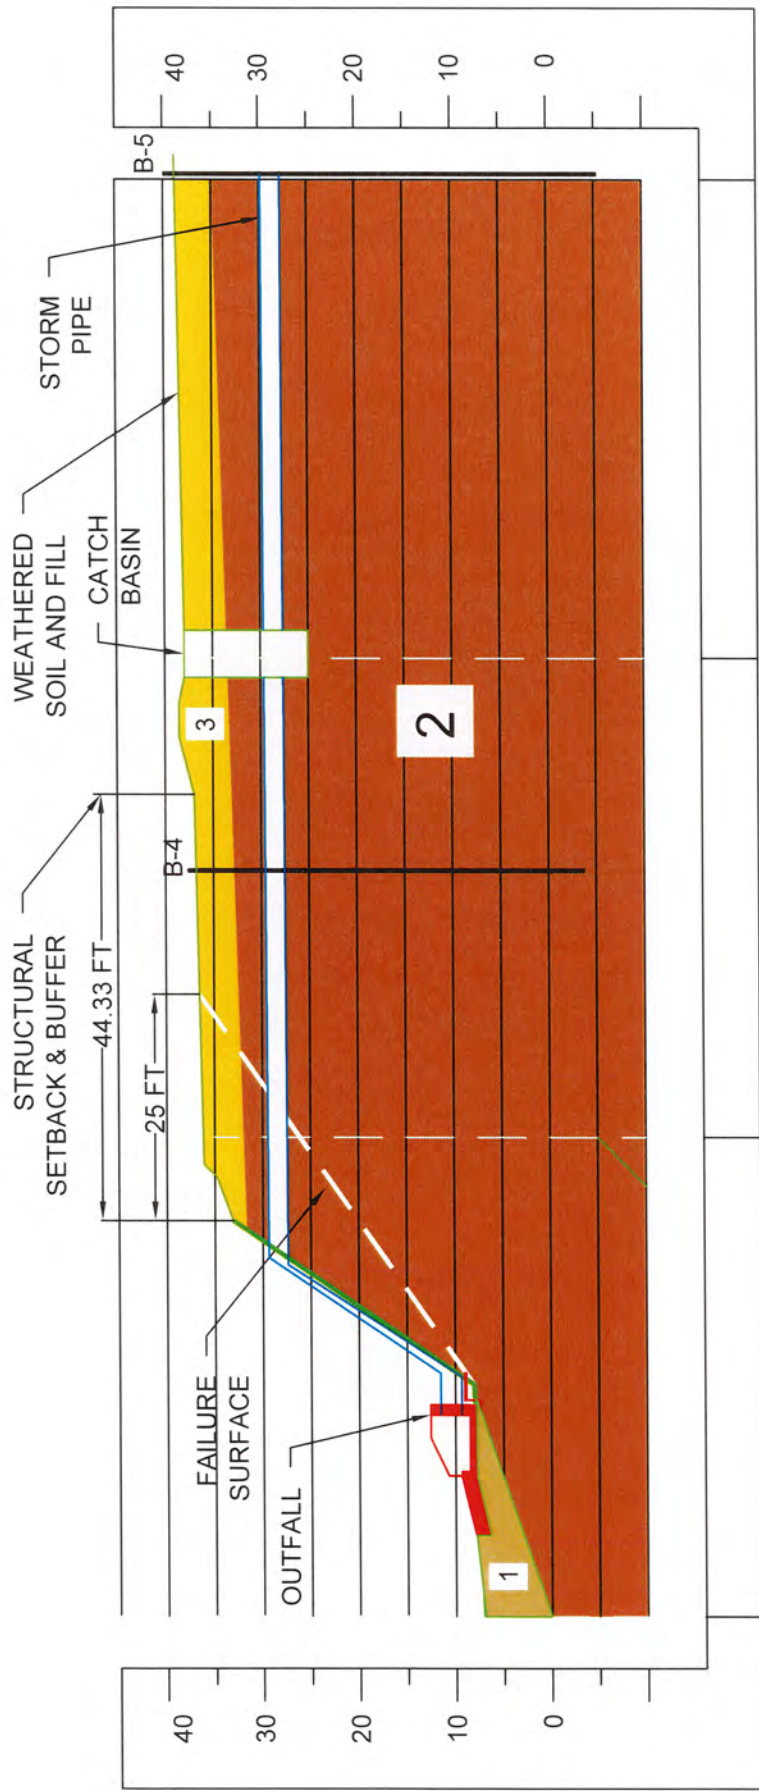 STRUCTURAL
SETBACK & BUFFER
44.33 FT
25 FT
WEATHERED
SOIL AND FILL
CATCH
BASIN
STORM
PIPE
B-4
B-5
FAILURE
SURFACE
OUTFALL
1
2
3
40
30
20
10
0
40
30
20
10
0